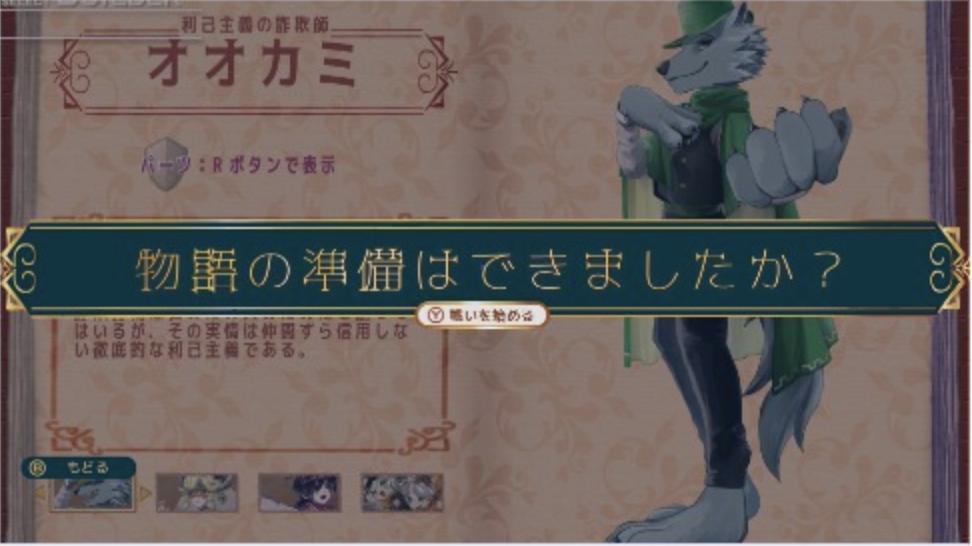 BUILDER
利己主義の詐欺師
オオカミ
パーツ：Rボタンで表示
物語の準備はできましたか？
Ⓨ 戦いを始める
はいるが、その実情は仲間すら信用しな
い徹底的な利己主義である。
Ⓑ もどる